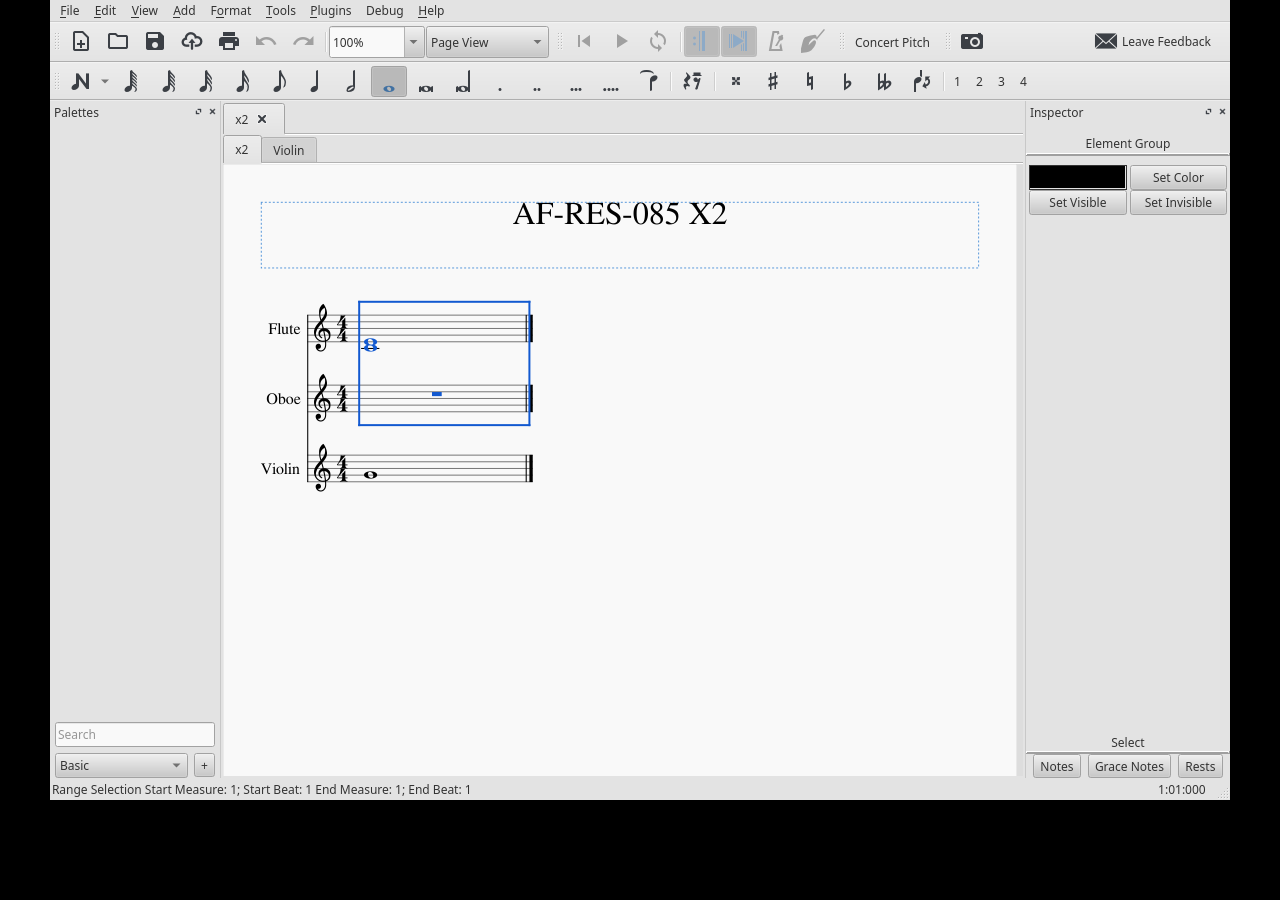 File Edit View Add Format Tools Plugins Debug Help
100% Page View Concert Pitch Leave Feedback
1 2 3 4
Palettes
x2
Inspector
x2 Violin
Element Group
Set Color
Set Visible Set Invisible
AF-RES-085 X2
Flute
Oboe
Violin
Search
Basic +
Select
Notes Grace Notes Rests
Range Selection Start Measure: 1; Start Beat: 1 End Measure: 1; End Beat: 1 1:01:000